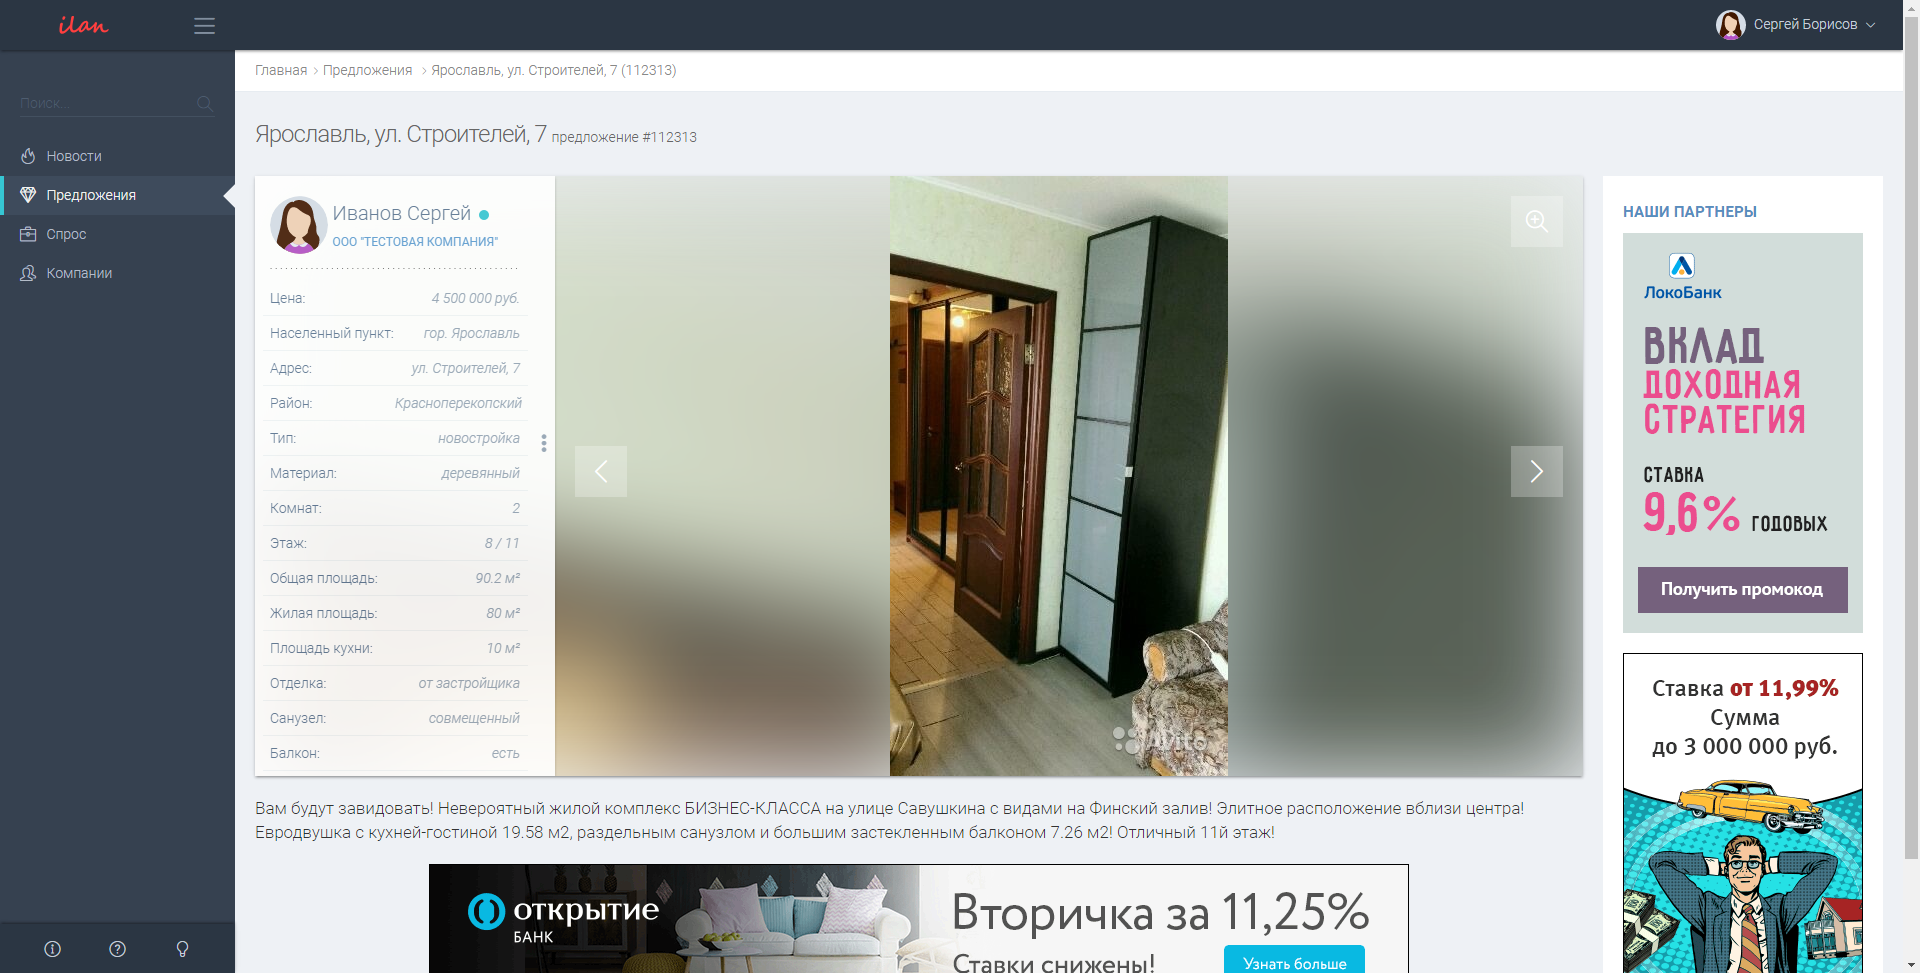 ilan
Сергей Борисов
Главная
Предложения
Ярославль, ул. Строителей, 7 (112313)
Поиск...
Новости
Предложения
Спрос
Компании
Ярославль, ул. Строителей, 7 предложение #112313
Иванов Сергей
ООО "ТЕСТОВАЯ КОМПАНИЯ"
Цена: 4 500 000 руб.
Населенный пункт: гор. Ярославль
Адрес: ул. Строителей, 7
Район: Красноперекопский
Тип: новостройка
Материал: деревянный
Комнат: 2
Этаж: 8 / 11
Общая площадь: 90.2 м²
Жилая площадь: 80 м²
Площадь кухни: 10 м²
Отделка: от застройщика
Санузел: совмещенный
Балкон: есть
Avito
Вам будут завидовать! Невероятный жилой комплекс БИЗНЕС-КЛАССА на улице Савушкина с видами на Финский залив! Элитное расположение вблизи центра!
Евродвушка с кухней-гостиной 19.58 м2, раздельным санузлом и большим застекленным балконом 7.26 м2! Отличный 11й этаж!
открытие
БАНК
Вторичка за 11,25%
Ставки снижены!
Узнать больше
НАШИ ПАРТНЕРЫ
ЛокоБанк
ВКЛАД
ДОХОДНАЯ
СТРАТЕГИЯ
СТАВКА
9,6% ГОДОВЫХ
Получить промокод
Ставка от 11,99%
Сумма
до 3 000 000 руб.